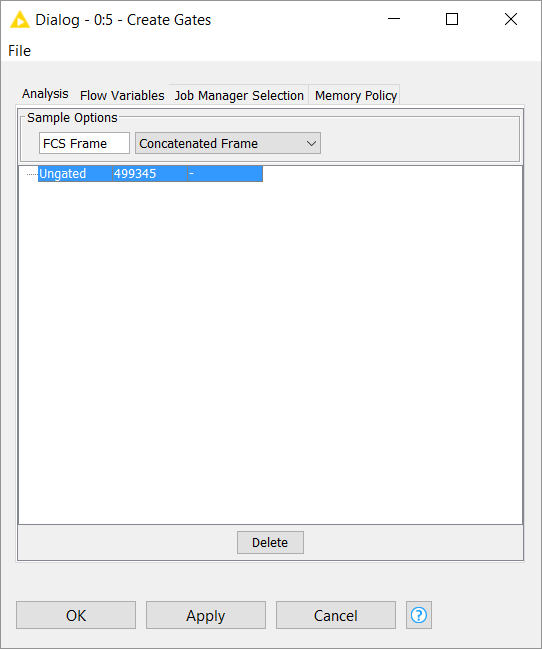 Dialog - 0:5 - Create Gates
File
Analysis Flow Variables Job Manager Selection Memory Policy
Sample Options
FCS Frame Concatenated Frame
Ungated 499345 -
Delete
OK Apply Cancel ?